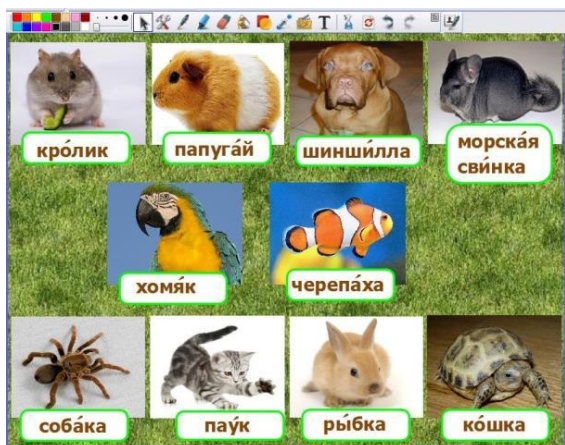 кро́лик
папуга́й
шинши́лла
морска́я
сви́нка
хомя́к
черепа́ха
соба́ка
пау́к
ры́бка
ко́шка